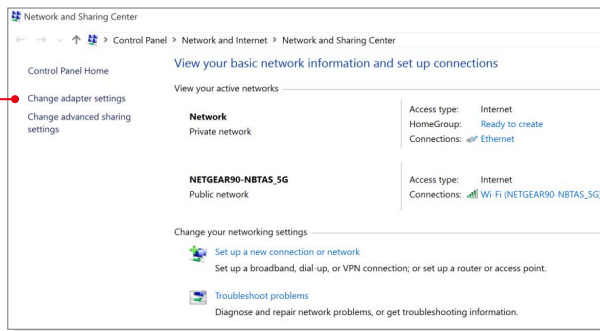 Network and Sharing Center
Control Panel > Network and Internet > Network and Sharing Center
Control Panel Home
Change adapter settings
Change advanced sharing
settings
View your basic network information and set up connections
View your active networks
Network
Private network
Access type: Internet
HomeGroup: Ready to create
Connections: Ethernet
NETGEAR90-NBTAS_5G
Public network
Access type: Internet
Connections: Wi-Fi (NETGEAR90-NBTAS_5G)
Change your networking settings
Set up a new connection or network
Set up a broadband, dial-up, or VPN connection; or set up a router or access point.
Troubleshoot problems
Diagnose and repair network problems, or get troubleshooting information.